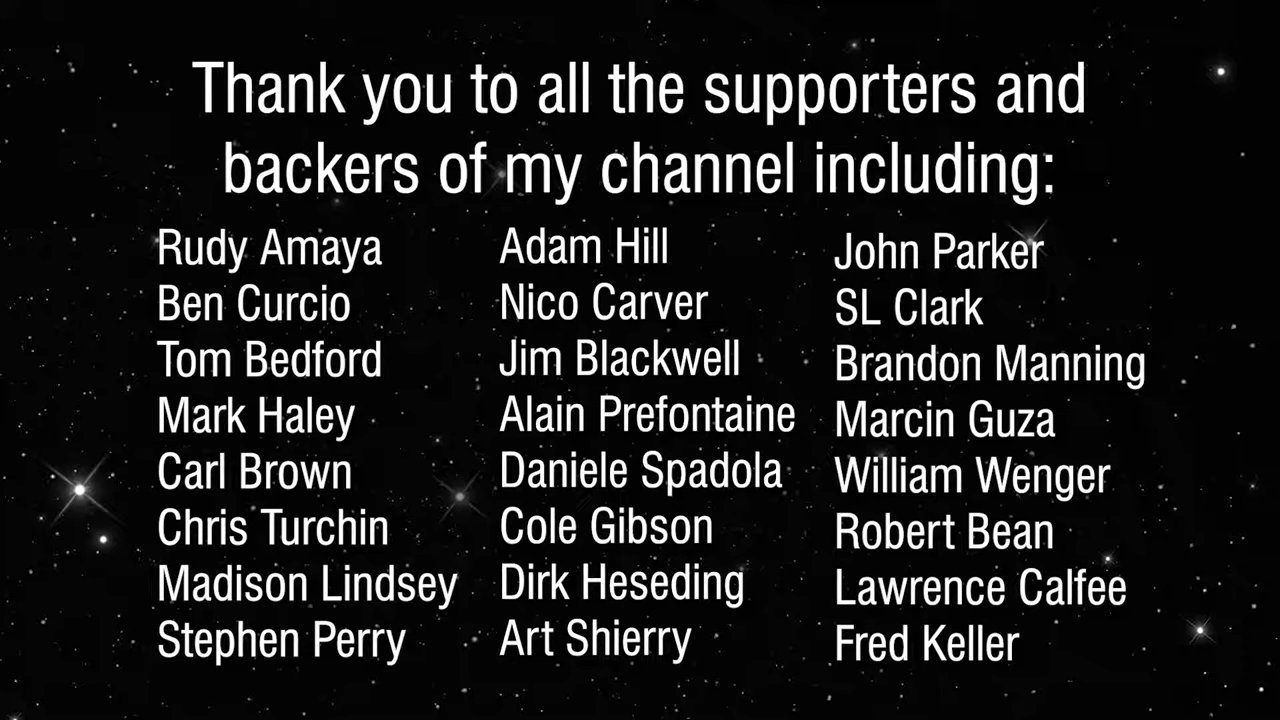 Thank you to all the supporters and
backers of my channel including:
Rudy Amaya
Ben Curcio
Tom Bedford
Mark Haley
Carl Brown
Chris Turchin
Madison Lindsey
Stephen Perry
Adam Hill
Nico Carver
Jim Blackwell
Alain Prefontaine
Daniele Spadola
Cole Gibson
Dirk Heseding
Art Shierry
John Parker
SL Clark
Brandon Manning
Marcin Guza
William Wenger
Robert Bean
Lawrence Calfee
Fred Keller